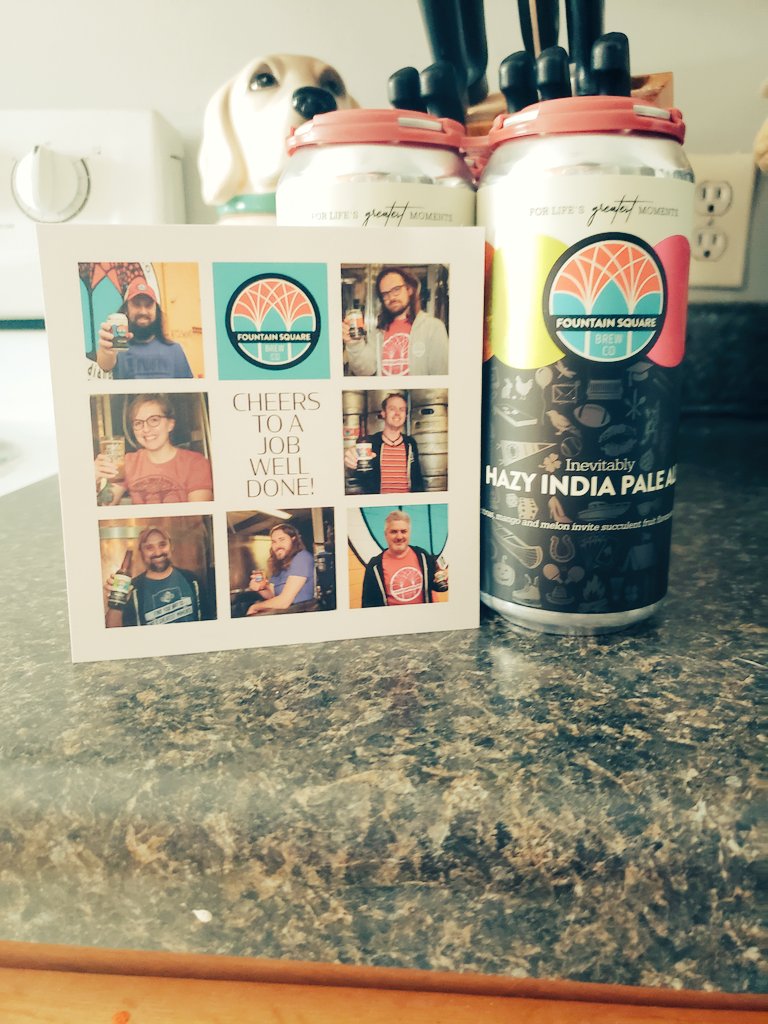 FOR LIFE'S greatest MOMENTS
FOR LIFE'S greatest MOMENTS
FOUNTAIN SQUARE
BREW
CO
FOUNTAIN SQUARE
BREW
CO
CHEERS
TO A
JOB
WELL
DONE!
Inevitably
HAZY INDIA PALE
mango and melon invite succulent fruit